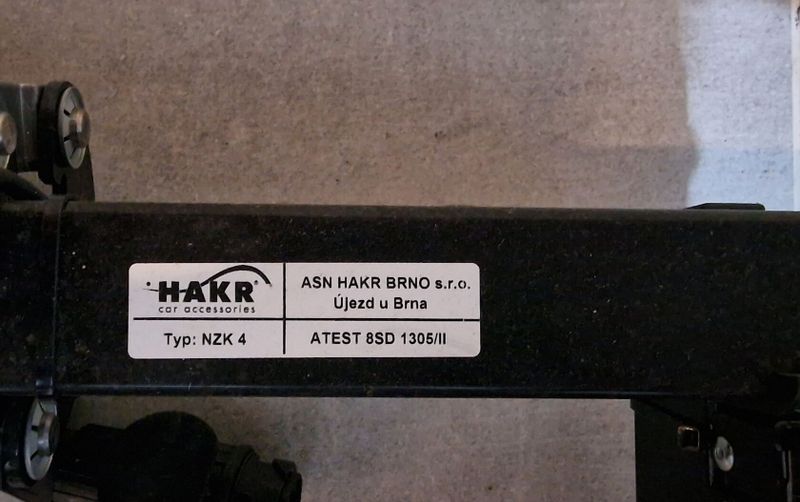 HAKR®
car accessories
Typ: NZK 4
ASN HAKR BRNO s.r.o.
Újezd u Brna
ATEST 8SD 1305/II